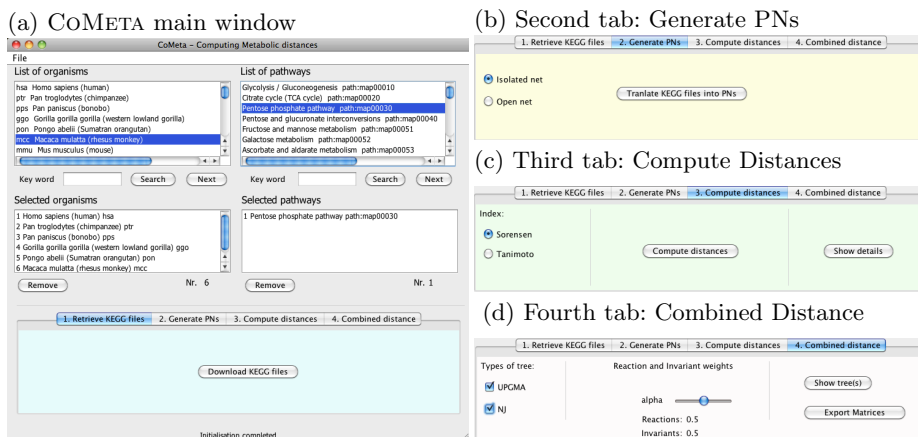 (a) COMETA main window
CoMeta - Computing Metabolic distances
File
List of organisms
hsa Homo sapiens (human)
ptr Pan troglodytes (chimpanzee)
pps Pan paniscus (bonobo)
ggo Gorilla gorilla gorilla (western lowland gorilla)
pon Pongo abelii (Sumatran orangutan)
mcc Macaca mulatta (rhesus monkey)
mmu Mus musculus (mouse)
Key word
Search
Next
List of pathways
Glycolysis / Gluconeogenesis path:map00010
Citrate cycle (TCA cycle) path:map00020
Pentose phosphate pathway path:map00030
Pentose and glucuronate interconversions path:map00040
Fructose and mannose metabolism path:map00051
Galactose metabolism path:map00052
Ascorbate and aldarate metabolism path:map00053
Key word
Search
Next
Selected organisms
1 Homo sapiens (human) hsa
2 Pan troglodytes (chimpanzee) ptr
3 Pan paniscus (bonobo) pps
4 Gorilla gorilla gorilla (western lowland gorilla) ggo
5 Pongo abelii (Sumatran orangutan) pon
6 Macaca mulatta (rhesus monkey) mcc
Remove
Nr. 6
Selected pathways
1 Pentose phosphate pathway path:map00030
Remove
Nr. 1
1. Retrieve KEGG files 2. Generate PNs 3. Compute distances 4. Combined distance
Download KEGG files
Initialisation completed
(b) Second tab: Generate PNs
1. Retrieve KEGG files 2. Generate PNs 3. Compute distances 4. Combined distance
Isolated net
Open net
Tranlate KEGG files into PNs
(c) Third tab: Compute Distances
1. Retrieve KEGG files 2. Generate PNs 3. Compute distances 4. Combined distance
Index:
Sorensen
Tanimoto
Compute distances
Show details
(d) Fourth tab: Combined Distance
1. Retrieve KEGG files 2. Generate PNs 3. Compute distances 4. Combined distance
Types of tree:
UPGMA
NJ
Reaction and Invariant weights
alpha
Reactions: 0.5
Invariants: 0.5
Show tree(s)
Export Matrices